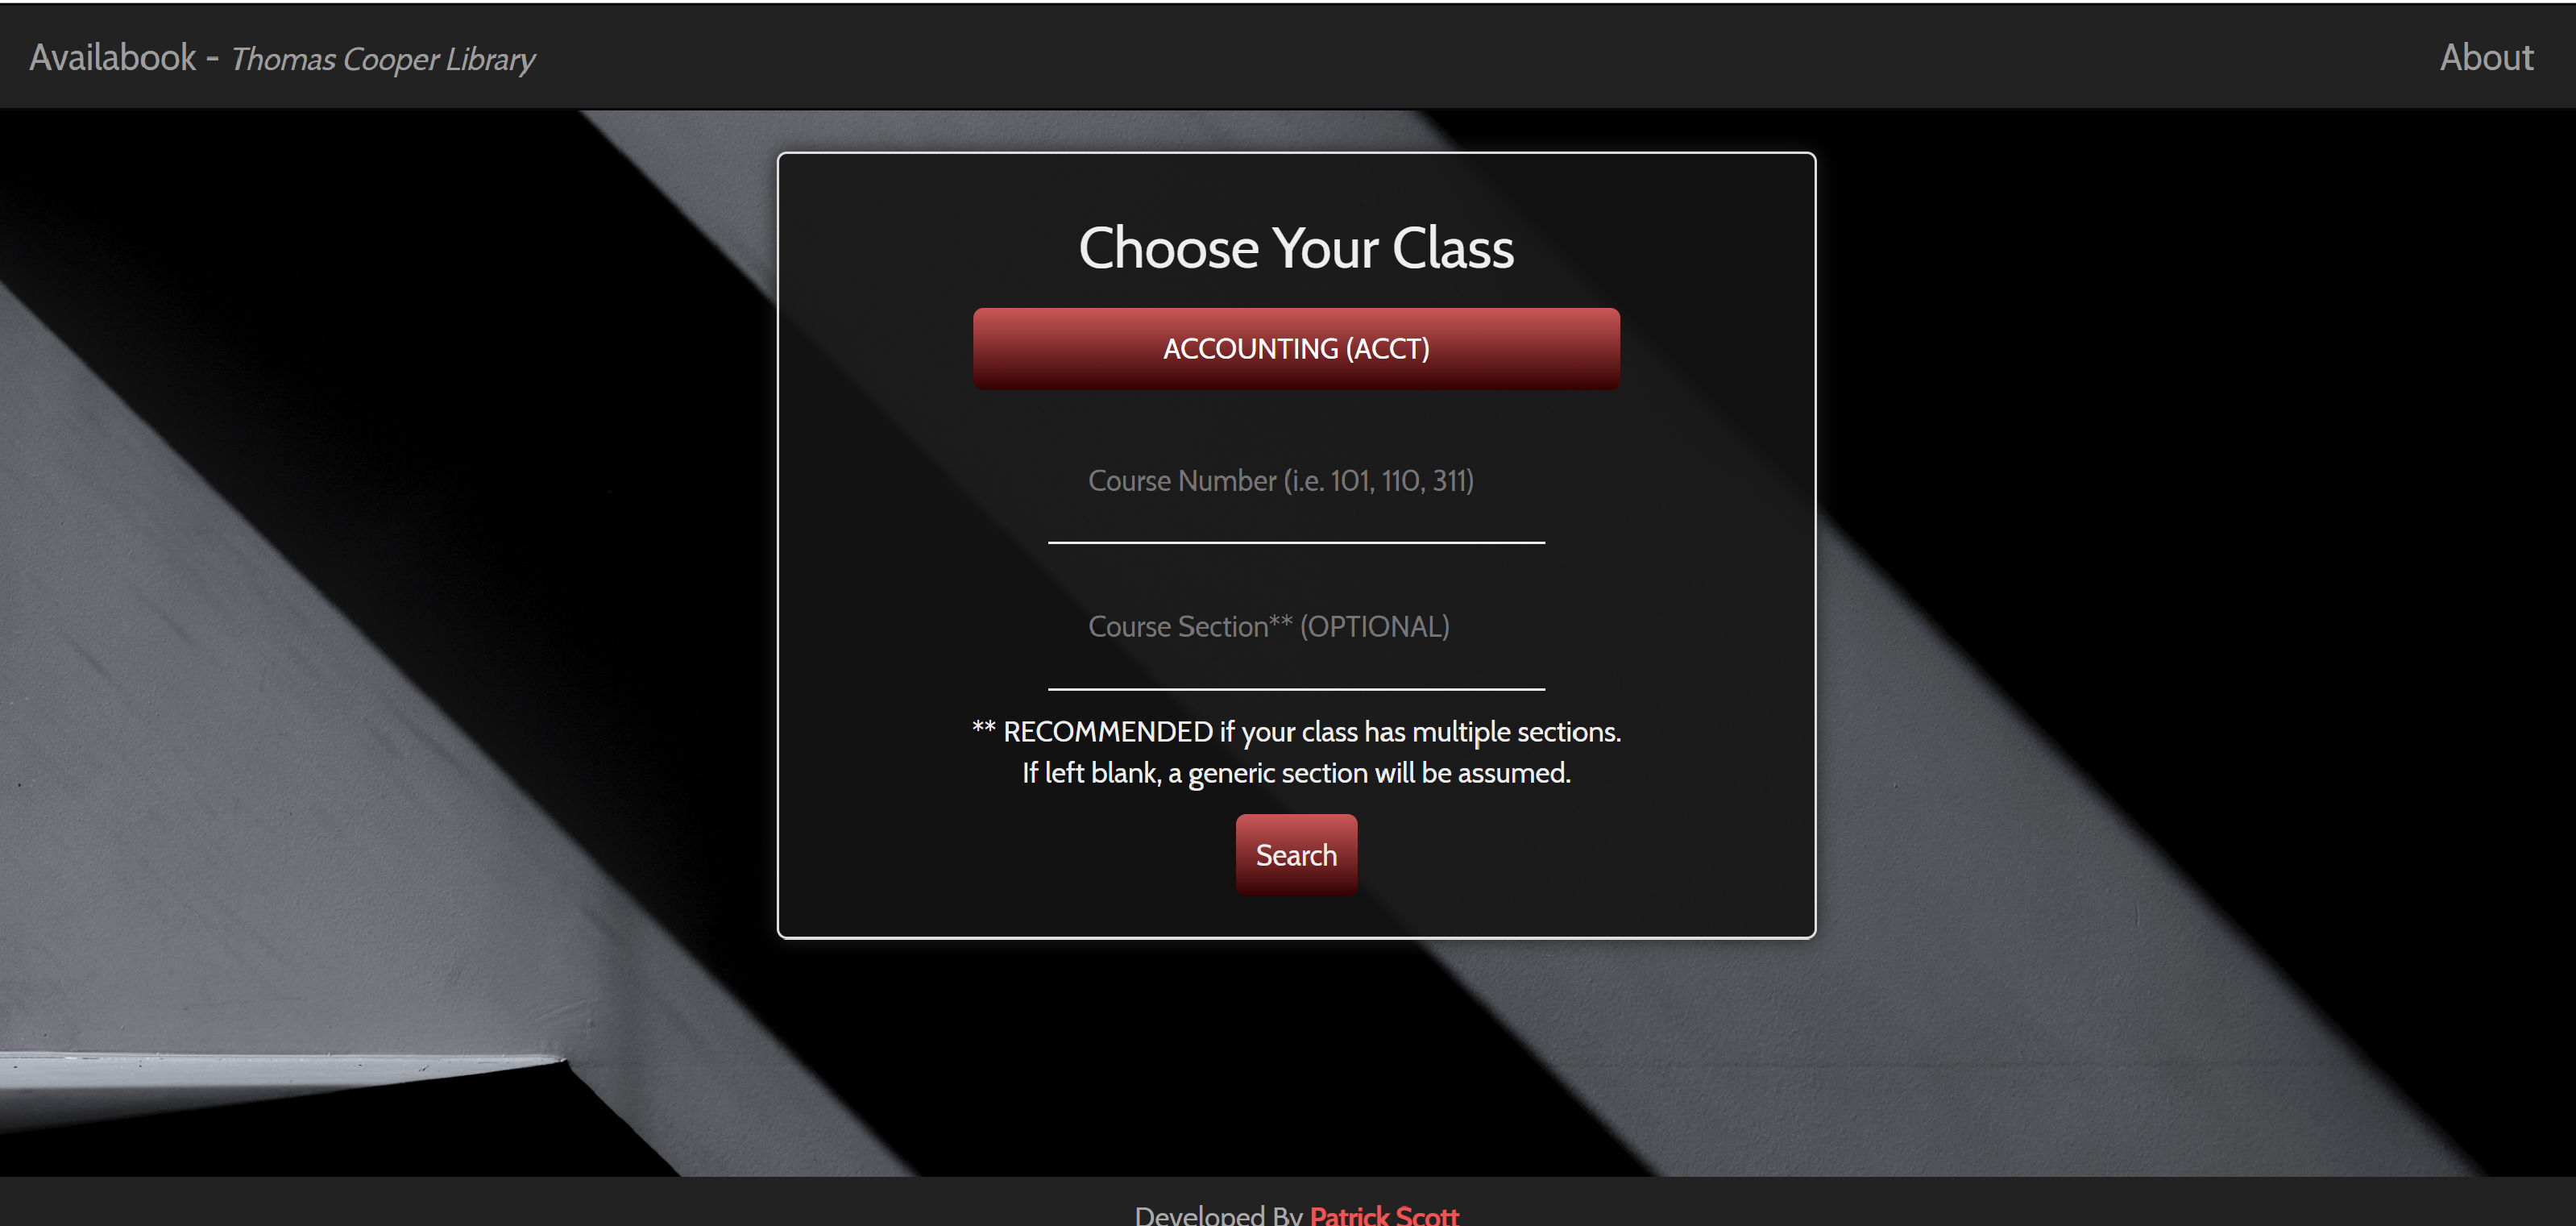 Availabook - Thomas Cooper Library
About
Choose Your Class
ACCOUNTING (ACCT)
Course Number (i.e. 101, 110, 311)
Course Section** (OPTIONAL)
** RECOMMENDED if your class has multiple sections.
If left blank, a generic section will be assumed.
Search
Developed By Patrick Scott